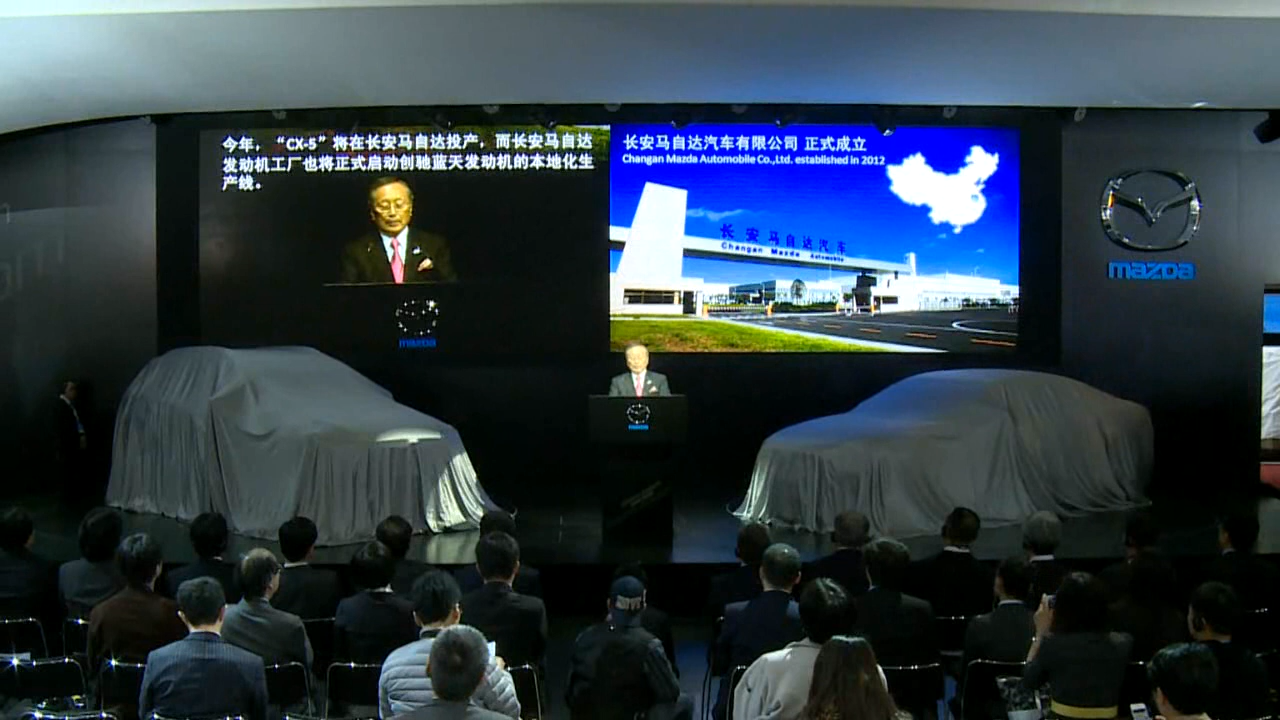 今年，“CX-5”将在长安马自达投产，而长安马自达
发动机工厂也将正式启动创驰蓝天发动机的本地化生
产线。
长安马自达汽车有限公司 正式成立
Changan Mazda Automobile Co.,Ltd. established in 2012
长安马自达汽车
Changan Mazda Automobile
mazda
mazda
mazda